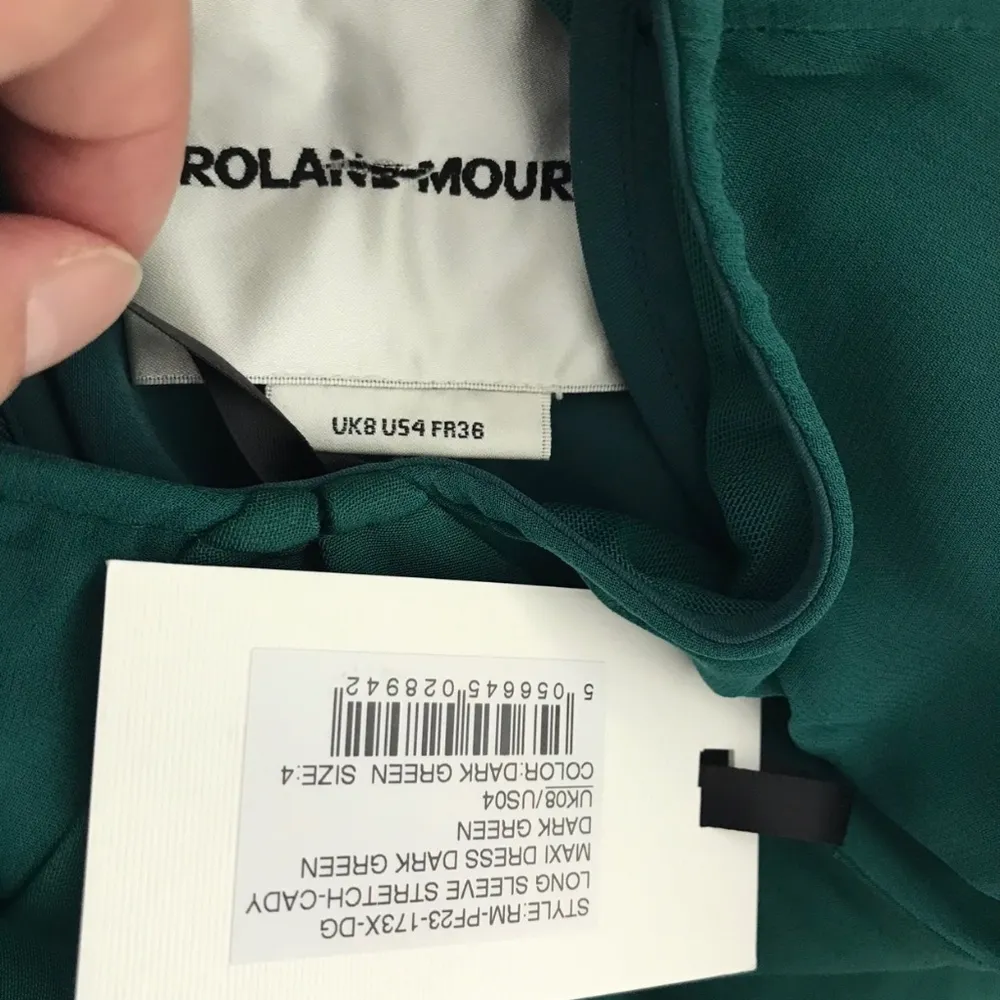 ROLAND MOUR
UK8 US4 FR36
STYLE:RM-PF23-173X-DG
LONG SLEEVE STRETCH-CADY
MAXI DRESS DARK GREEN
DARK GREEN
UK08/US04
COLOR:DARK GREEN SIZE:4
5 056645 028942